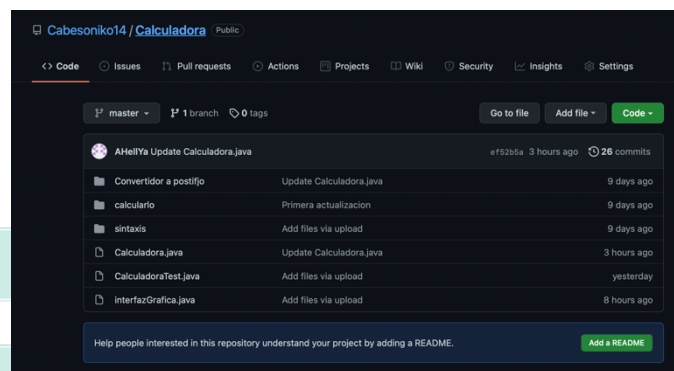 Cabesoniko14 / Calculadora Public
<> Code Issues Pull requests Actions Projects Wiki Security Insights Settings
master 1 branch 0 tags Go to file Add file Code
AHellYa Update Calculadora.java ef52b5a 3 hours ago 26 commits
Convertidor a postifjo Update Calculadora.java 9 days ago
calcularlo Primera actualizacion 9 days ago
sintaxis Add files via upload 9 days ago
Calculadora.java Update Calculadora.java 3 hours ago
CalculadoraTest.java Add files via upload yesterday
interfazGrafica.java Add files via upload 8 hours ago
Help people interested in this repository understand your project by adding a README. Add a README